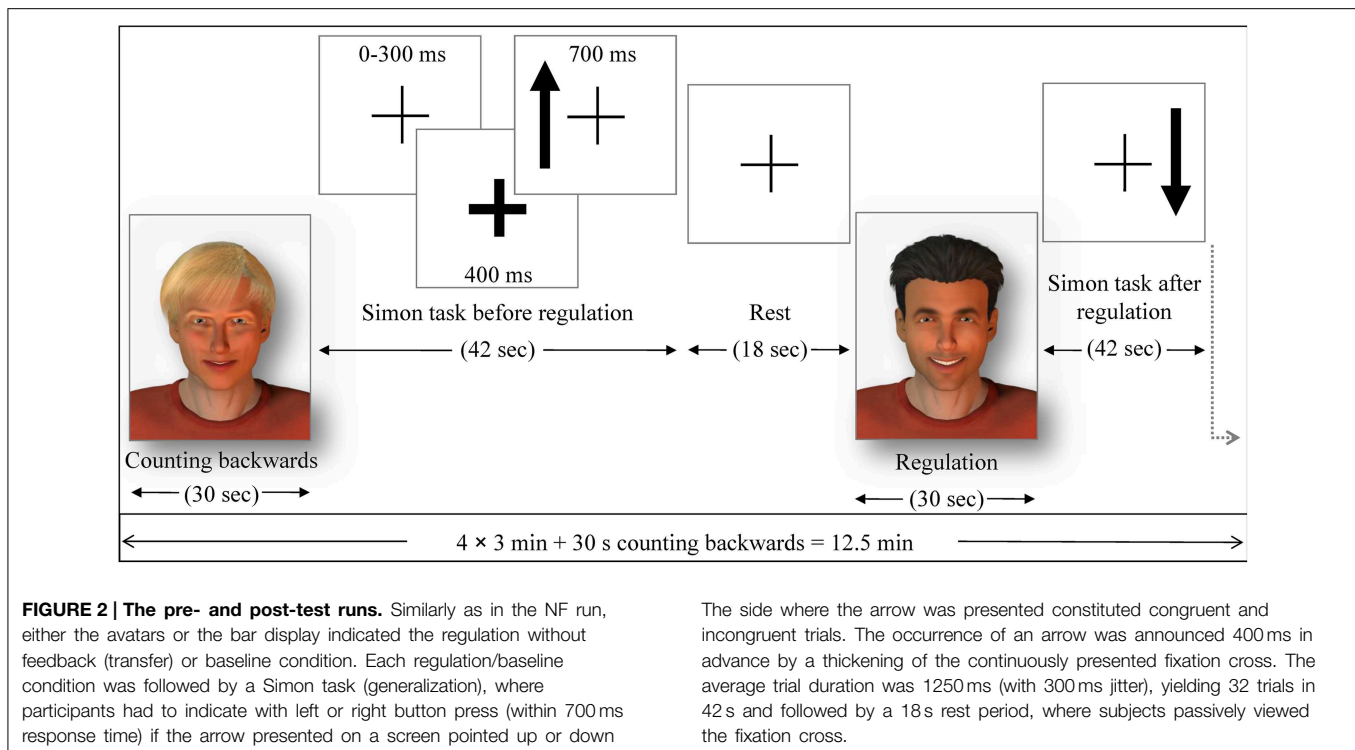 0-300 ms
700 ms
400 ms
Simon task before regulation
(42 sec)
Rest
(18 sec)
Simon task after
regulation
(42 sec)
Counting backwards
(30 sec)
Regulation
(30 sec)
4 × 3 min + 30 s counting backwards = 12.5 min
FIGURE 2 | The pre- and post-test runs. Similarly as in the NF run,
either the avatars or the bar display indicated the regulation without
feedback (transfer) or baseline condition. Each regulation/baseline
condition was followed by a Simon task (generalization), where
participants had to indicate with left or right button press (within 700 ms
response time) if the arrow presented on a screen pointed up or down
The side where the arrow was presented constituted congruent and
incongruent trials. The occurrence of an arrow was announced 400 ms in
advance by a thickening of the continuously presented fixation cross. The
average trial duration was 1250 ms (with 300 ms jitter), yielding 32 trials in
42 s and followed by a 18 s rest period, where subjects passively viewed
the fixation cross.